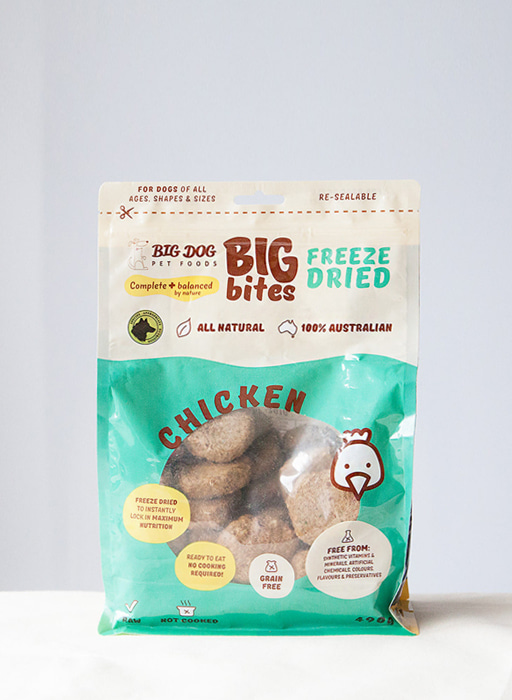 FOR DOGS OF ALL
AGES, SHAPES & SIZES
RE-SEALABLE
BIG DOG
PET FOODS
BIG
bites
FREEZE
DRIED
Complete + balanced
by nature
ALL NATURAL
100% AUSTRALIAN
CHICKEN
FREEZE DRIED
TO INSTANTLY
LOCK IN MAXIMUM
NUTRITION
READY TO EAT
NO COOKING
REQUIRED!
GRAIN
FREE
FREE FROM:
SYNTHETIC VITAMINS &
MINERALS, ARTIFICIAL
CHEMICALS, COLOURS,
FLAVOURS & PRESERVATIVES
RAW
NOT COOKED
496g